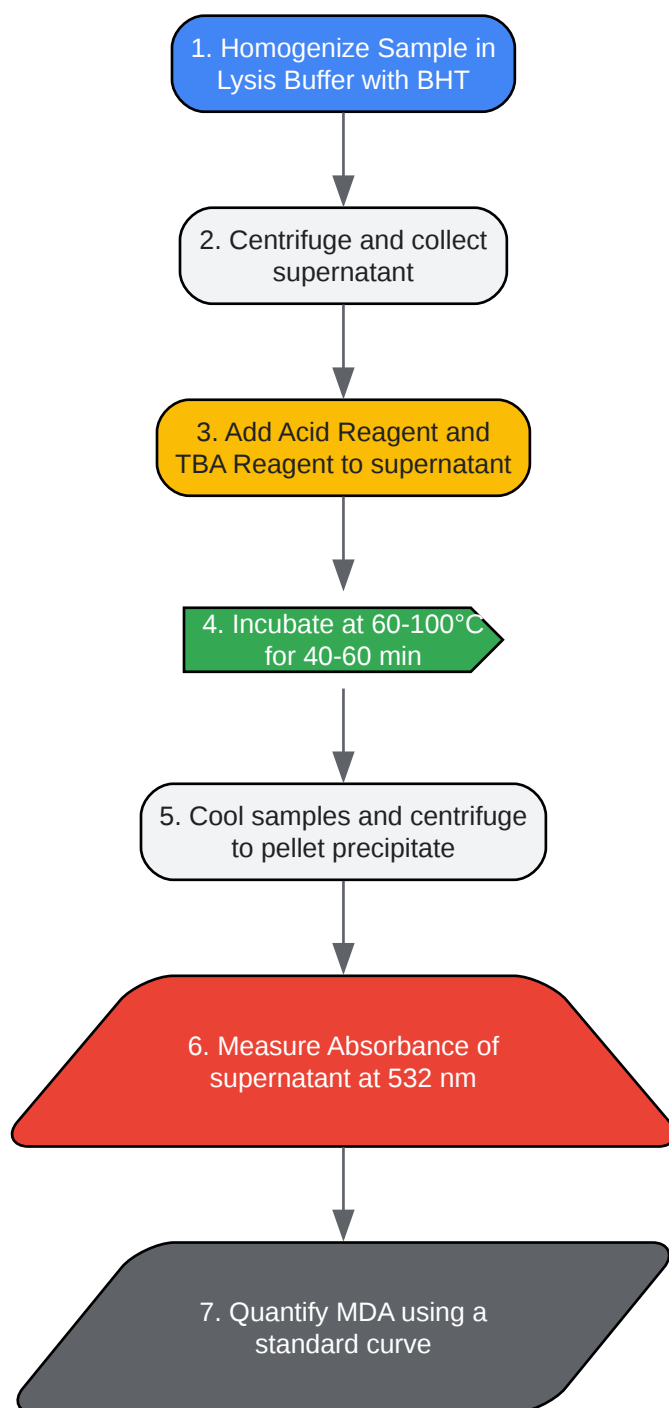 1. Homogenize Sample in
Lysis Buffer with BHT
2. Centrifuge and collect
supernatant
3. Add Acid Reagent and
TBA Reagent to supernatant
4. Incubate at 60-100°C
for 40-60 min
5. Cool samples and centrifuge
to pellet precipitate
6. Measure Absorbance of
supernatant at 532 nm
7. Quantify MDA using a
standard curve